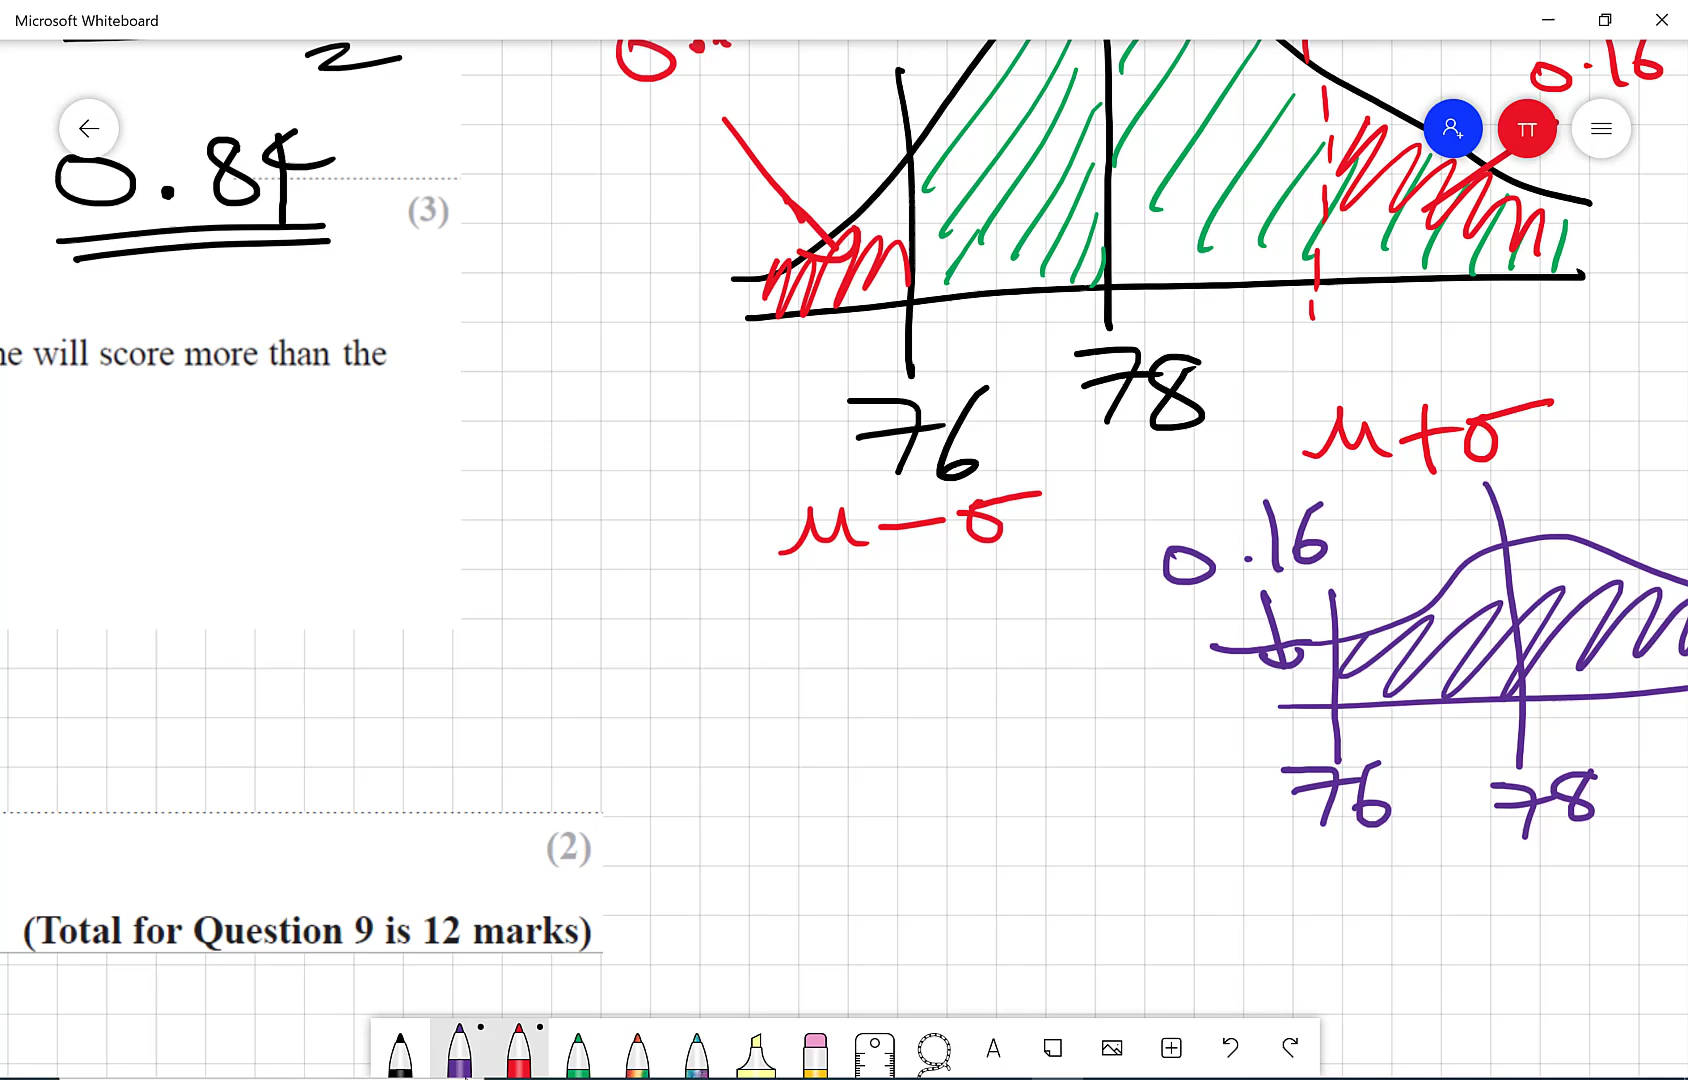 Microsoft Whiteboard
2
0.84
(3)
0.16
TT
ne will score more than the
76
78
μ - σ
μ + σ
0.16
76
78
(2)
(Total for Question 9 is 12 marks)
A